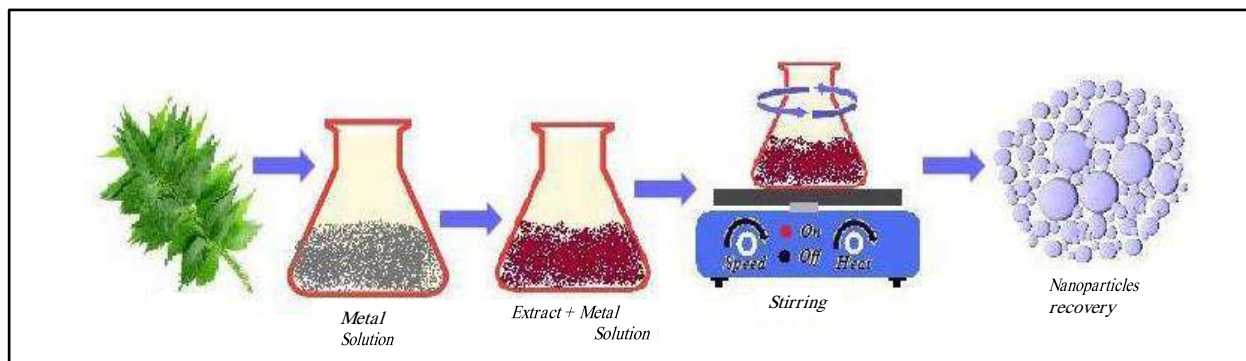 Metal
Solution
Extract + Metal
Solution
On
Off
Speed
Heat
Stirring
Nanoparticles
recovery